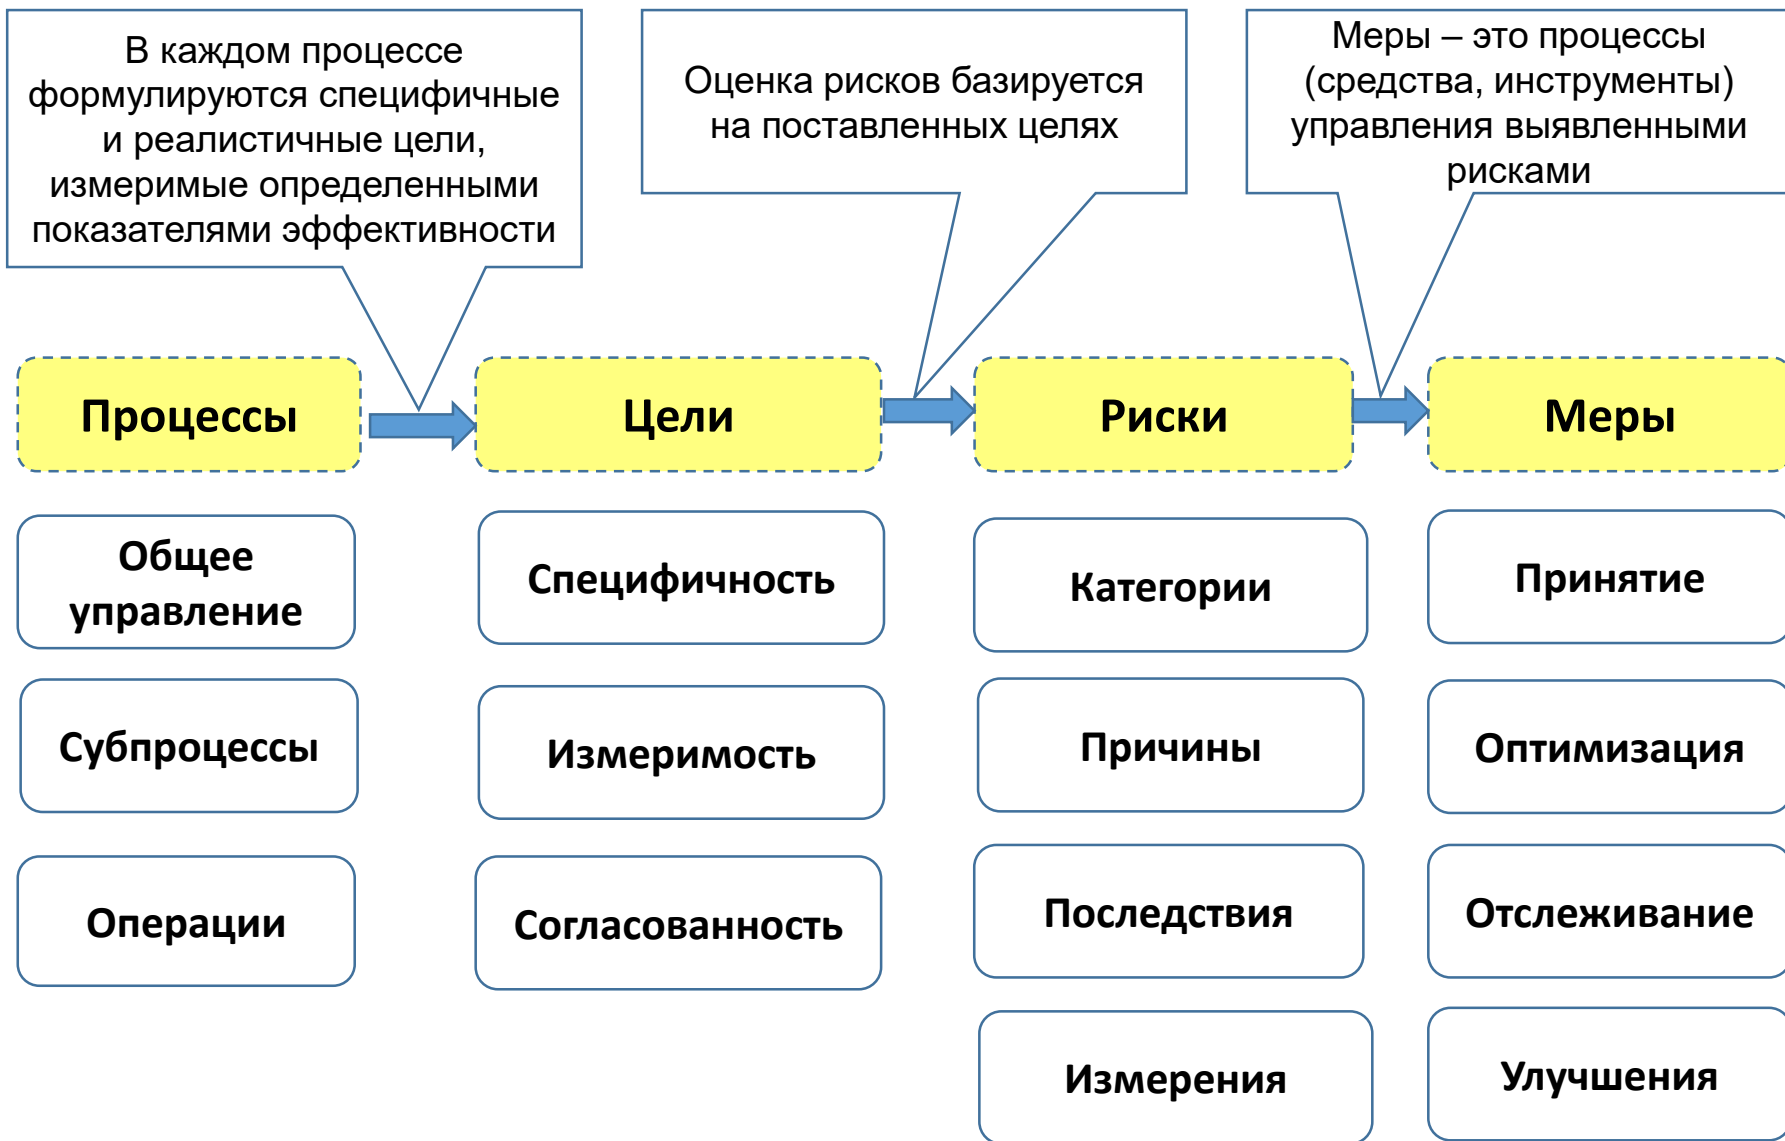 В каждом процессе
формулируются специфичные
и реалистичные цели,
измеримые определенными
показателями эффективности
Оценка рисков базируется
на поставленных целях
Меры – это процессы
(средства, инструменты)
управления выявленными
рисками
Процессы
Цели
Риски
Меры
Общее
управление
Специфичность
Категории
Принятие
Субпроцессы
Измеримость
Причины
Оптимизация
Операции
Согласованность
Последствия
Отслеживание
Измерения
Улучшения